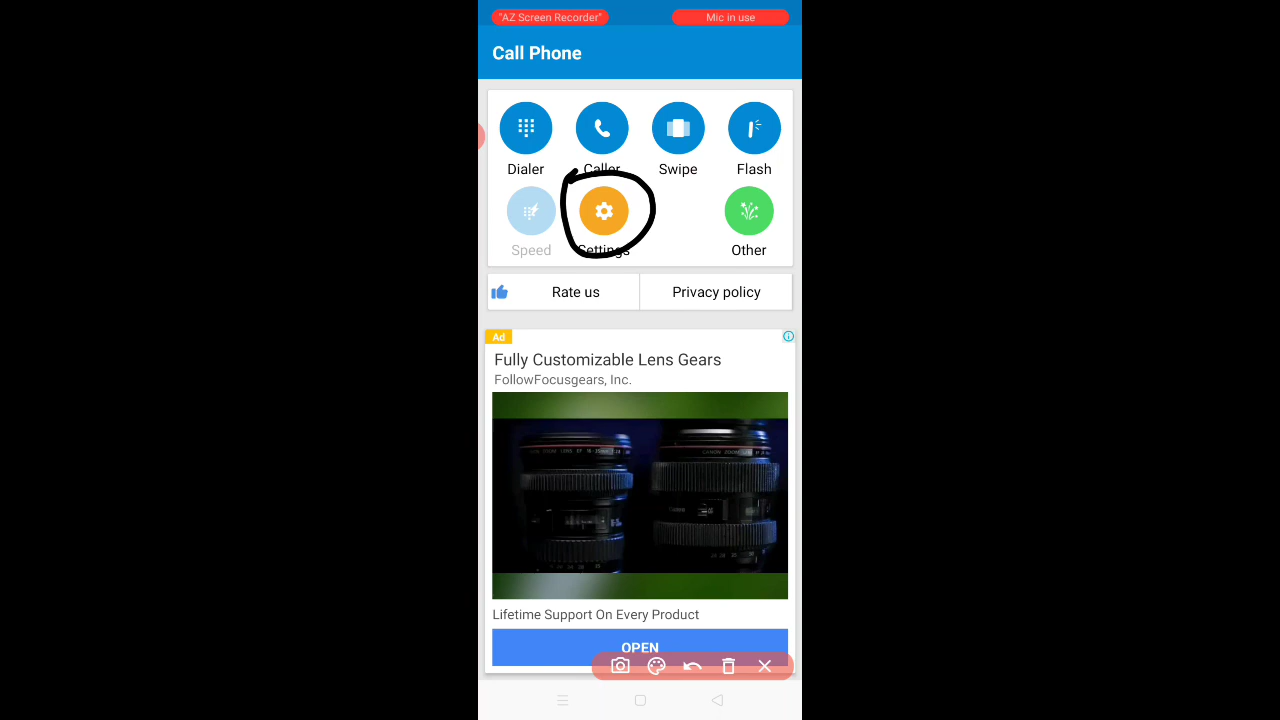 "AZ Screen Recorder"
Mic in use
Call Phone
Dialer
Caller
Swipe
Flash
Speed
Settings
Other
Rate us
Privacy policy
Ad
Fully Customizable Lens Gears
FollowFocusgears, Inc.
Lifetime Support On Every Product
OPEN